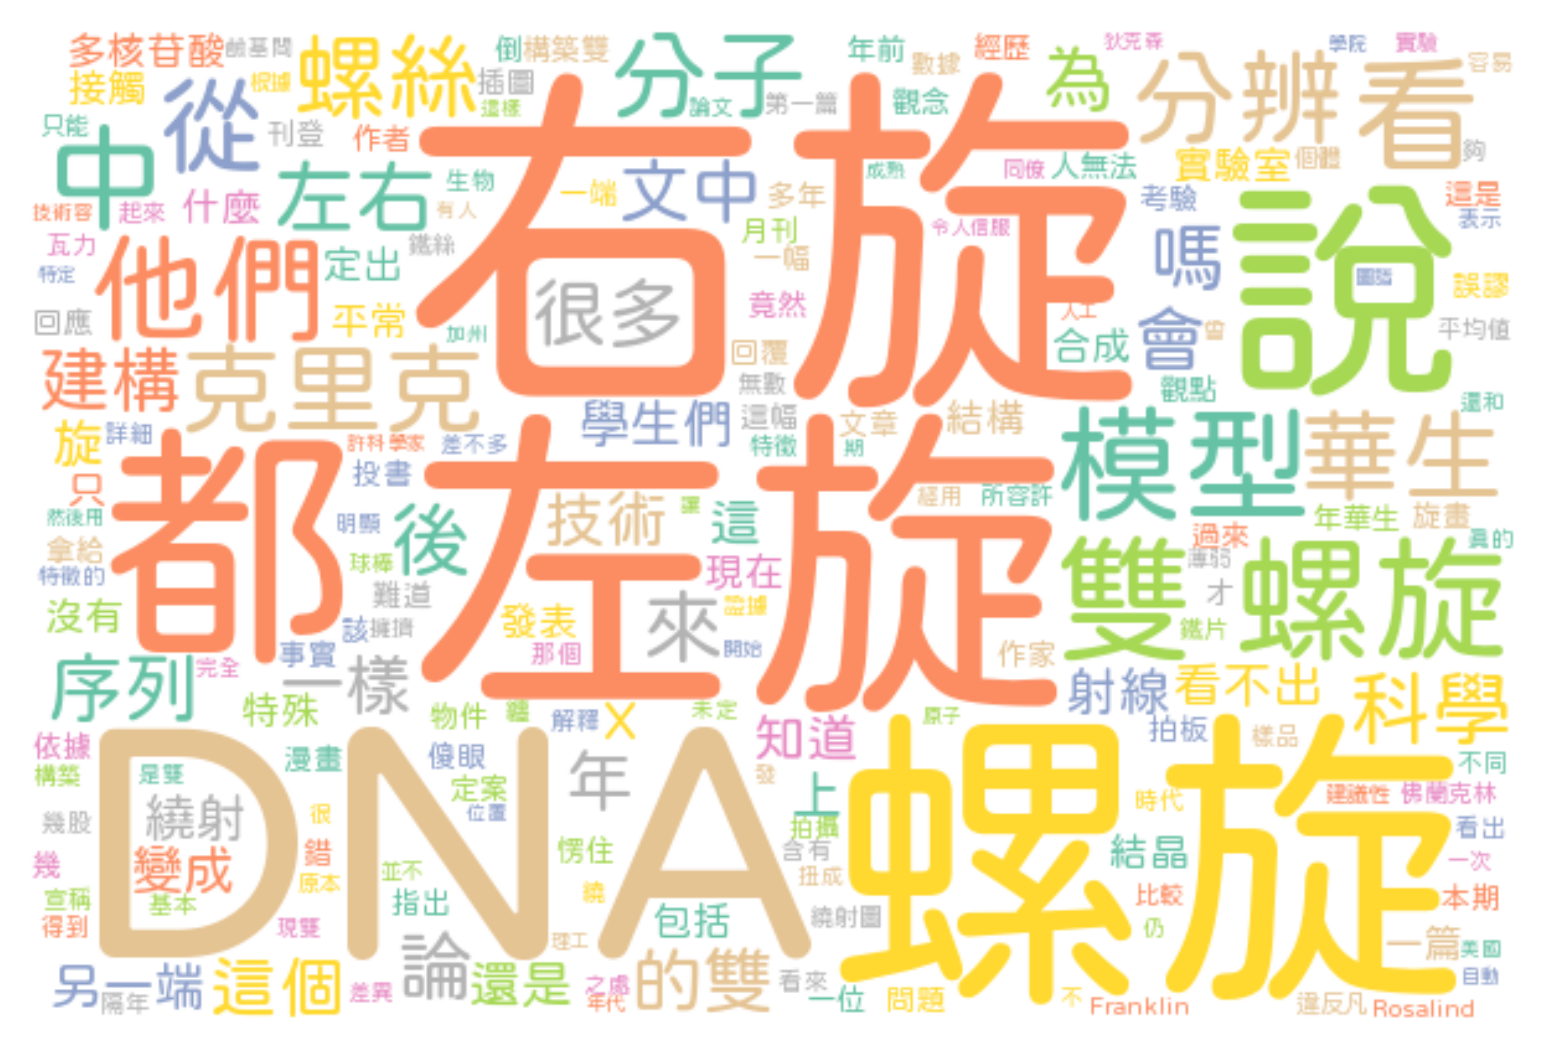 多核苷酸 鹼基間 螺絲 倒 構築雙 分子 年前 經歷 狄克森 學院 實驗
接觸 根據 從 插圖 這樣 論文 第一篇 數據 觀念 為 分辨 看 容易
只能 中 刊登 作者 右旋 成熟 同僚 人無法 實驗室 個體 夠
技術容 起來 什麼 左右 生物 有人 一端 文中 多年 令人信服 考驗 這是 表示
瓦力 特定 他們 定出 鐵絲 月刊 一幅 嗎 說 圖譜 誤謬
回應 平常 加州 很多 竟然 人工 合成 會 曾 平均值
建構 克里克 回覆 無數 觀點 還和
旋 詳細 許科學家 差不多 學生們 這幅 文章 結構 模型 華生
只 都 投書 左旋 特徵 期 經用 所容許
然後用 明顯 後 技術 讓 這 年華生 旋畫
拿給 特徵的 球棒 現在 雙螺旋 過來 薄弱 真的
沒有 難道 發表 來 證據 才 鐵片
該 擁擠 事實 那個 開始 作家
序列 完全 一樣 射線 看不出 科學
特殊 物件 體 解釋 X 未定 原子 拍板 樣品
依據 DNA 漫畫 傻眼 年 知道 螺旋 不同
構築 是雙 定案 發 上 時代 建議性 佛蘭克林
幾股 繞射 很 位置 拍攝 看出
幾 變成 錯 愣住 含有 結晶 一次
宣稱 基本 原本 並不 繞 扭成 比較 本期
得到 現雙 指出 包括 繞射圖 仍
理工 一篇 美國
另一端 這個 論 還是 的雙 看來 自動
隔年 差異 之處 年代 一位 問題 不 Franklin 違反凡 Rosalind